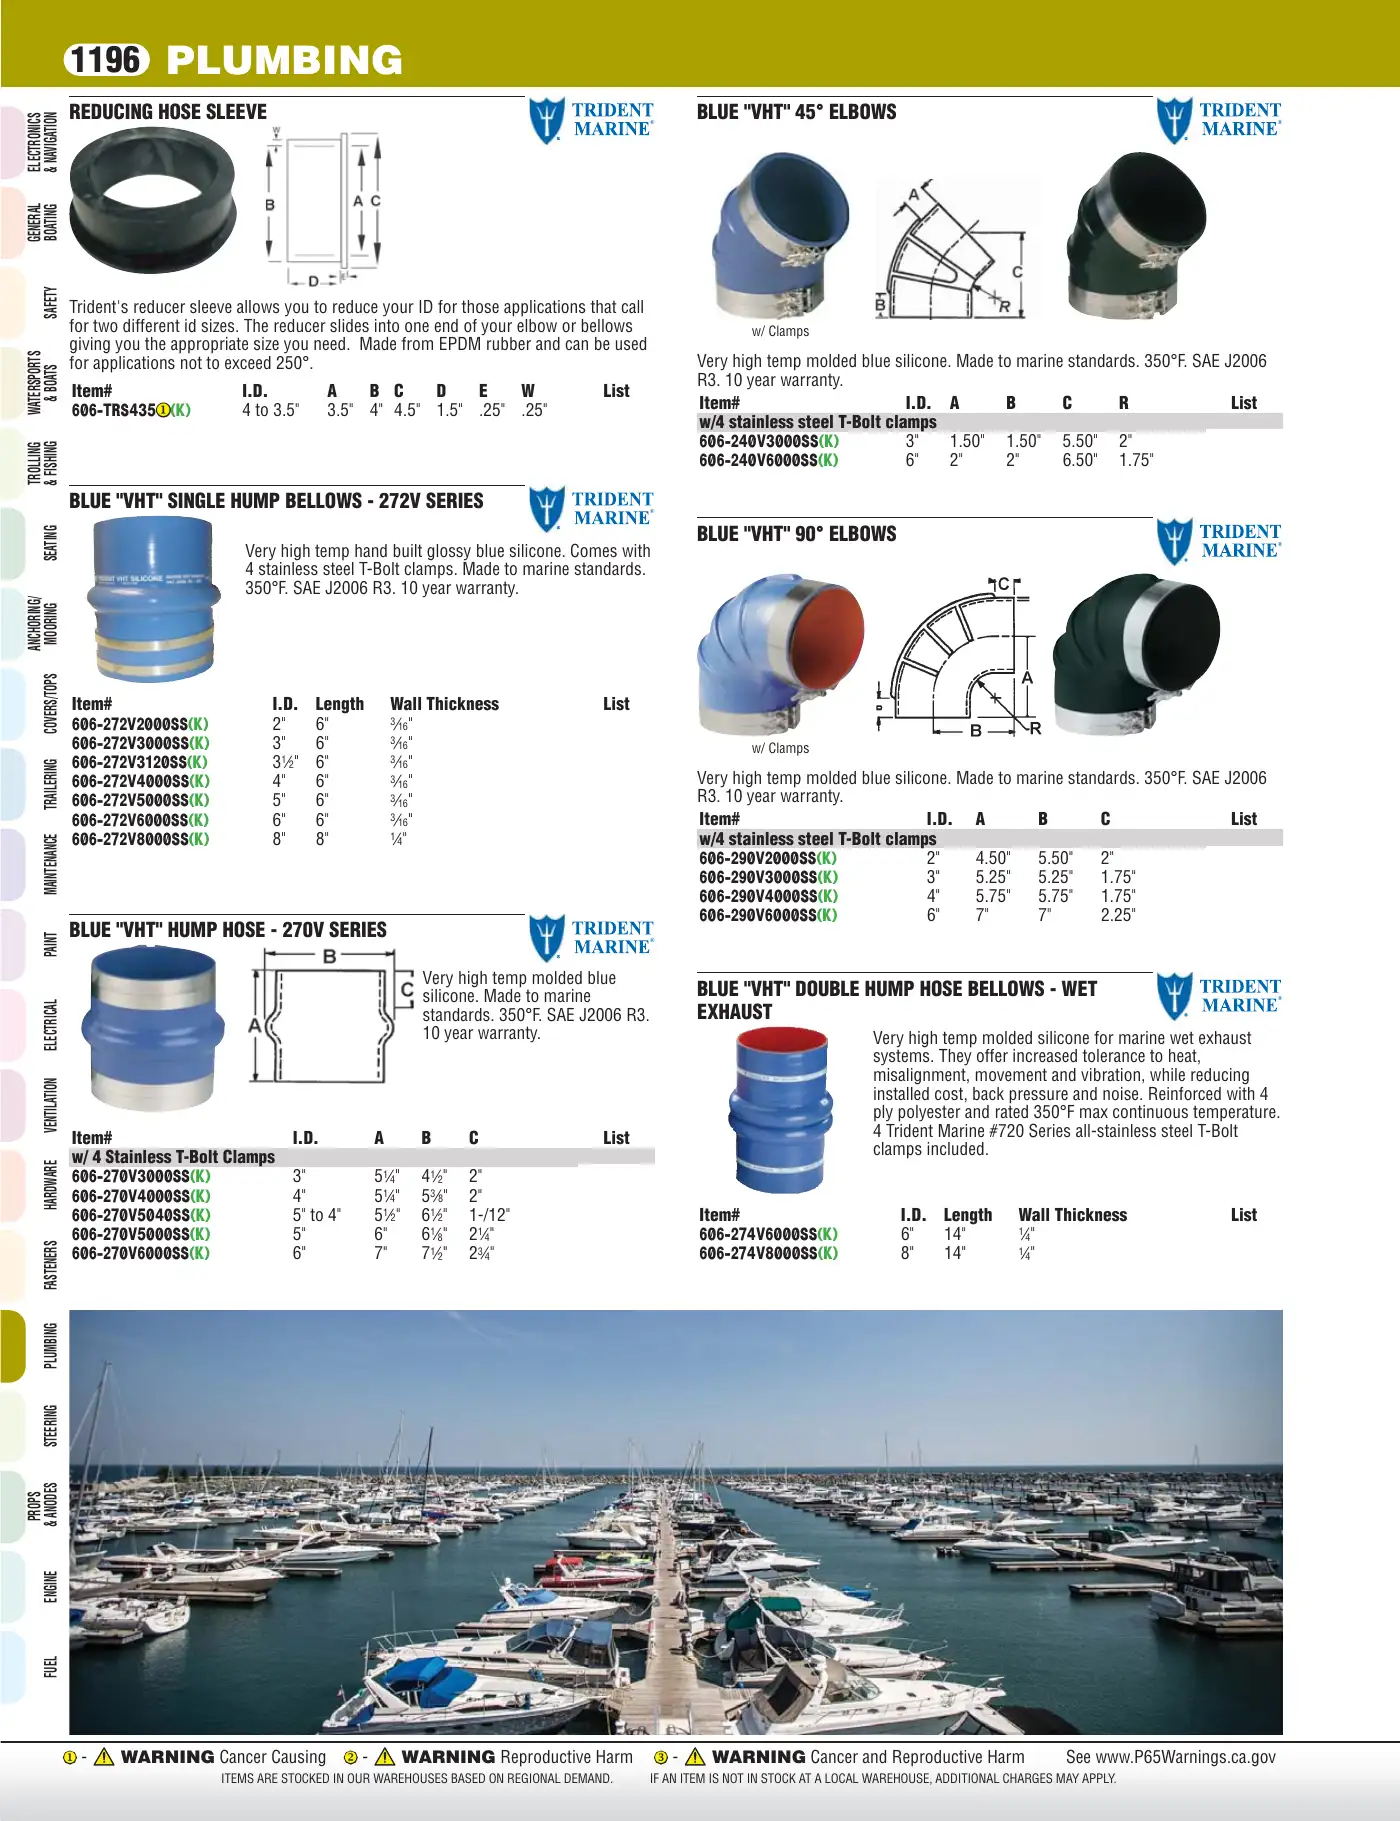 1196 PLUMBING
ELECTRONICS
& NAVIGATION
GENERAL
BOATING
SAFETY
WATERSPORTS
& BOATS
TROLLING
& FISHING
SEATING
ANCHORING/
MOORING
COVERS/TOPS
TRAILERING
MAINTENANCE
PAINT
ELECTRICAL
VENTILATION
HARDWARE
FASTENERS
PLUMBING
STEERING
PROPS
& ANODES
ENGINE
FUEL
REDUCING HOSE SLEEVE
TRIDENT
MARINE®
W
B A C
D E
Trident's reducer sleeve allows you to reduce your ID for those applications that call
for two different id sizes. The reducer slides into one end of your elbow or bellows
giving you the appropriate size you need. Made from EPDM rubber and can be used
for applications not to exceed 250°.
Item# I.D. A B C D E W List
606-TRS435①(K) 4 to 3.5" 3.5" 4" 4.5" 1.5" .25" .25"
BLUE "VHT" SINGLE HUMP BELLOWS - 272V SERIES
TRIDENT
MARINE®
TRIDENT VHT SILICONE
Very high temp hand built glossy blue silicone. Comes with
4 stainless steel T-Bolt clamps. Made to marine standards.
350°F. SAE J2006 R3. 10 year warranty.
Item# I.D. Length Wall Thickness List
606-272V2000SS(K) 2" 6" 3⁄16"
606-272V3000SS(K) 3" 6" 3⁄16"
606-272V3120SS(K) 3½" 6" 3⁄16"
606-272V4000SS(K) 4" 6" 3⁄16"
606-272V5000SS(K) 5" 6" 3⁄16"
606-272V6000SS(K) 6" 6" 3⁄16"
606-272V8000SS(K) 8" 8" ¼"
BLUE "VHT" HUMP HOSE - 270V SERIES
TRIDENT
MARINE®
B
C
A
Very high temp molded blue
silicone. Made to marine
standards. 350°F. SAE J2006 R3.
10 year warranty.
Item# I.D. A B C List
w/ 4 Stainless T-Bolt Clamps
606-270V3000SS(K) 3" 5¼" 4½" 2"
606-270V4000SS(K) 4" 5¼" 5⅜" 2"
606-270V5040SS(K) 5" to 4" 5½" 6½" 1-/12"
606-270V5000SS(K) 5" 6" 6⅛" 2¼"
606-270V6000SS(K) 6" 7" 7½" 2¾"
BLUE "VHT" 45° ELBOWS
TRIDENT
MARINE®
A
C
B R
w/ Clamps
Very high temp molded blue silicone. Made to marine standards. 350°F. SAE J2006
R3. 10 year warranty.
Item# I.D. A B C R List
w/4 stainless steel T-Bolt clamps
606-240V3000SS(K) 3" 1.50" 1.50" 5.50" 2"
606-240V6000SS(K) 6" 2" 2" 6.50" 1.75"
BLUE "VHT" 90° ELBOWS
TRIDENT
MARINE®
C
A
D
B R
w/ Clamps
Very high temp molded blue silicone. Made to marine standards. 350°F. SAE J2006
R3. 10 year warranty.
Item# I.D. A B C List
w/4 stainless steel T-Bolt clamps
606-290V2000SS(K) 2" 4.50" 5.50" 2"
606-290V3000SS(K) 3" 5.25" 5.25" 1.75"
606-290V4000SS(K) 4" 5.75" 5.75" 1.75"
606-290V6000SS(K) 6" 7" 7" 2.25"
BLUE "VHT" DOUBLE HUMP HOSE BELLOWS - WET
EXHAUST
TRIDENT
MARINE®
Very high temp molded silicone for marine wet exhaust
systems. They offer increased tolerance to heat,
misalignment, movement and vibration, while reducing
installed cost, back pressure and noise. Reinforced with 4
ply polyester and rated 350°F max continuous temperature.
4 Trident Marine #720 Series all-stainless steel T-Bolt
clamps included.
Item# I.D. Length Wall Thickness List
606-274V6000SS(K) 6" 14" ¼"
606-274V8000SS(K) 8" 14" ¼"
① - ⚠ WARNING Cancer Causing ② - ⚠ WARNING Reproductive Harm ③ - ⚠ WARNING Cancer and Reproductive Harm See www.P65Warnings.ca.gov
ITEMS ARE STOCKED IN OUR WAREHOUSES BASED ON REGIONAL DEMAND. IF AN ITEM IS NOT IN STOCK AT A LOCAL WAREHOUSE, ADDITIONAL CHARGES MAY APPLY.